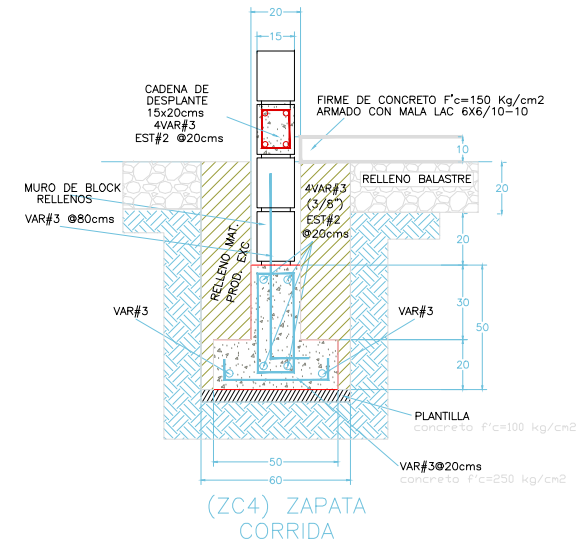 20
15
CADENA DE
DESPLANTE
15x20cms
4VAR#3
EST#2 @20cms
FIRME DE CONCRETO F'c=150 Kg/cm2
ARMADO CON MALA LAC 6X6/10-10
10
RELLENO BALASTRE
20
MURO DE BLOCK
RELLENOS
VAR#3 @80cms
4VAR#3
(3/8")
EST#2
@20cms
20
RELLENO MAT.
PROD. EXC.
VAR#3
VAR#3
30
50
20
PLANTILLA
concreto f'c=100 kg/cm2
50
VAR#3@20cms
concreto f'c=250 kg/cm2
60
(ZC4) ZAPATA
CORRIDA